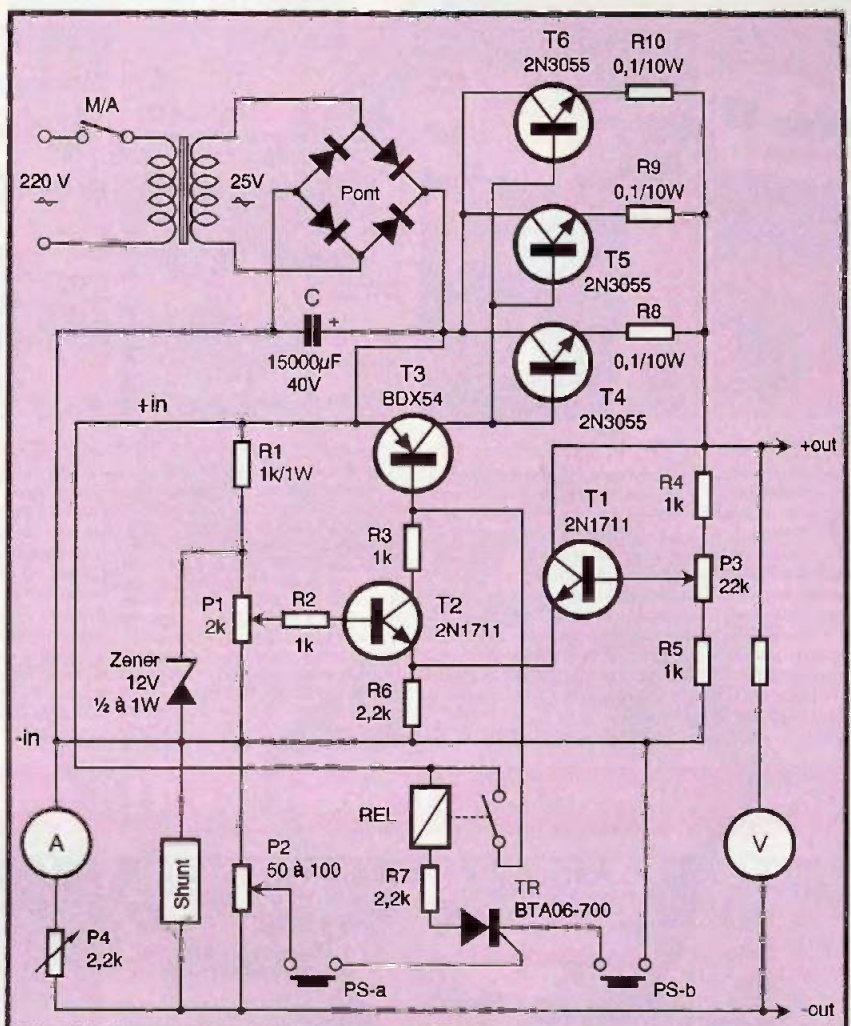 T6
2N3055
R10
0,1/10W
M/A
220 V
25V
Pont
R9
0,1/10W
T5
2N3055
C
+
15000µF
40V
R8
0,1/10W
T3
BDX54
T4
2N3055
+in
R1
1k/1W
+out
R4
1k
T1
2N1711
R3
1k
P3
22k
P1
2k
R2
1k
T2
2N1711
R5
1k
Zener
12V
½ à 1W
R6
2,2k
-in
REL
A
Shunt
P2
50 à 100
R7
2,2k
TR
BTA06-700
V
P4
2,2k
PS-a
PS-b
-out